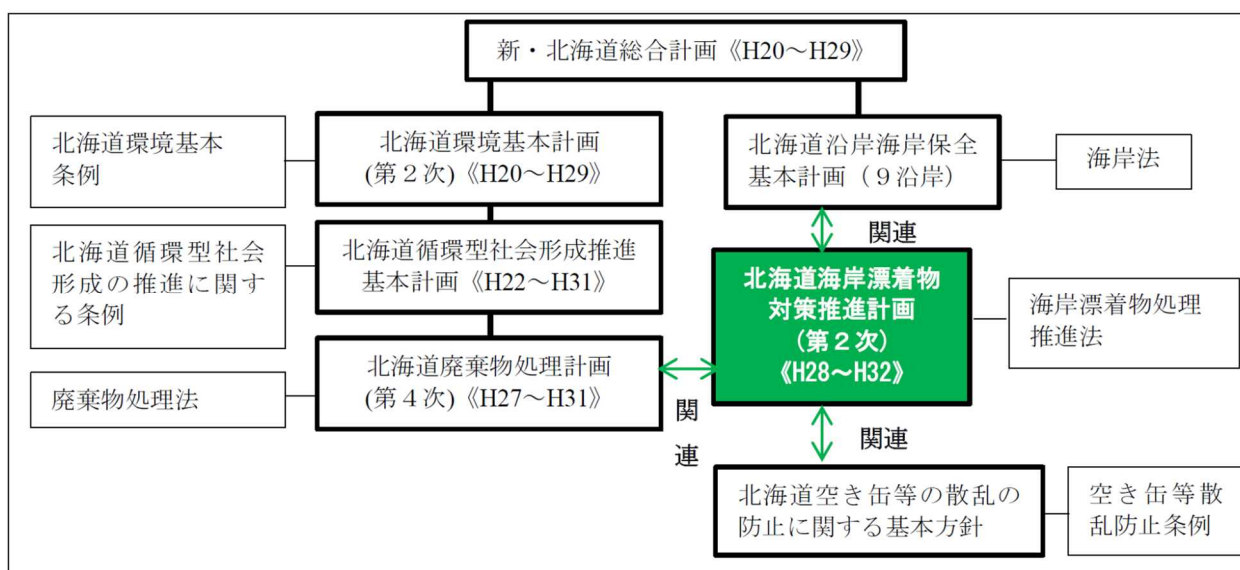 新・北海道総合計画《H20～H29》
北海道環境基本
条例
北海道環境基本計画
(第２次)《H20～H29》
北海道沿岸海岸保全
基本計画（９沿岸）
海岸法
北海道循環型社会
形成の推進に関す
る条例
北海道循環型社会形成推進
基本計画《H22～H31》
関連
北海道海岸漂着物
対策推進計画
(第２次)
《H28～H32》
海岸漂着物処理
推進法
廃棄物処理法
北海道廃棄物処理計画
(第４次)《H27～H31》
関
連
関連
北海道空き缶等の散乱の
防止に関する基本方針
空き缶等散
乱防止条例